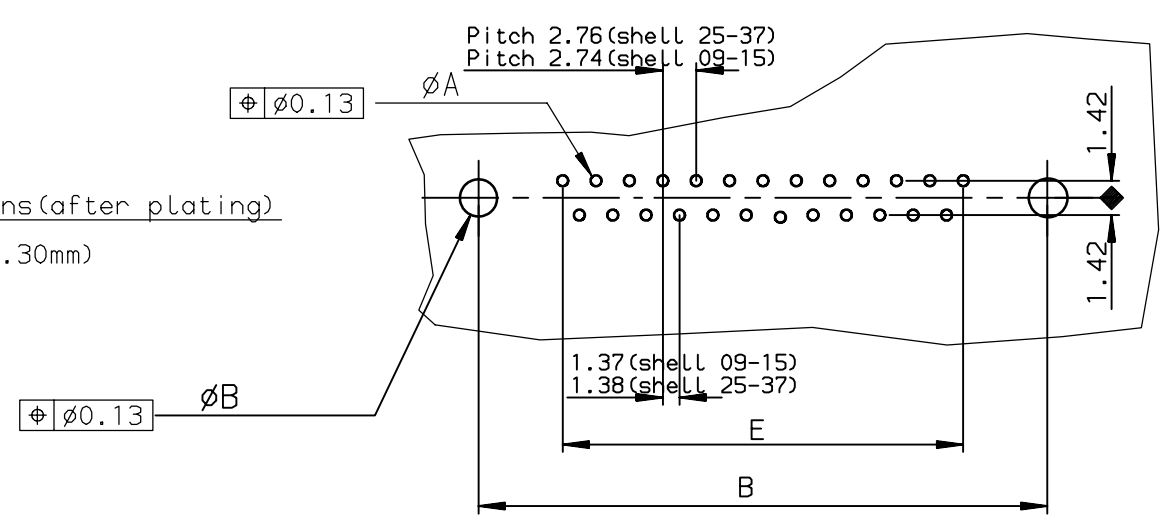 Pitch 2.76(shell 25-37)
Pitch 2.74(shell 09-15)
⌖ ø0.13
øA
1.42
ns(after plating)
.30mm)
1.42
1.37(shell 09-15)
1.38(shell 25-37)
⌖ ø0.13
øB
E
B